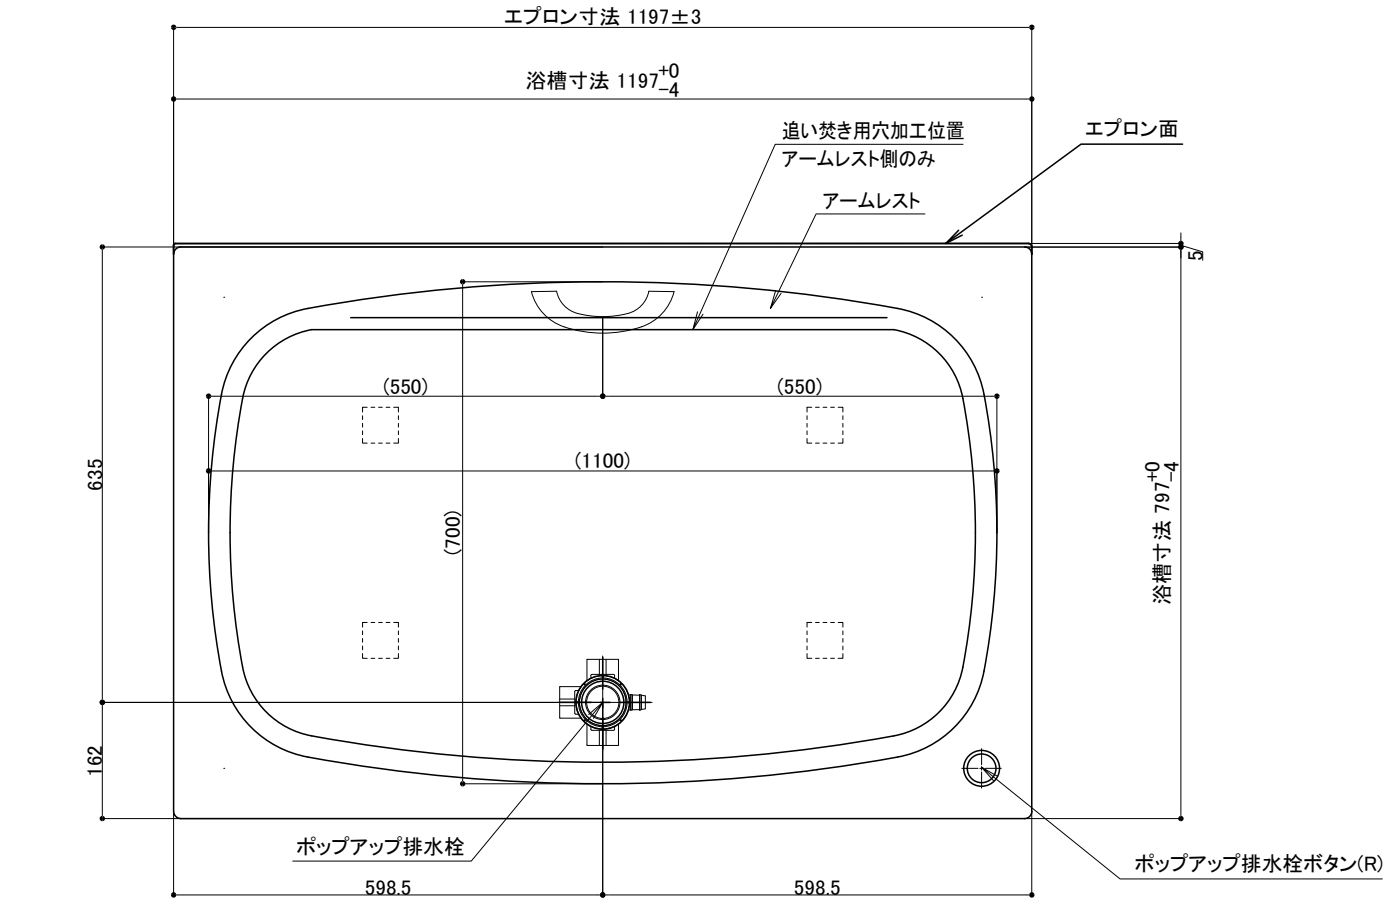 エプロン寸法 1197±3
浴槽寸法 1197+0 -4
追い焚き用穴加工位置
アームレスト側のみ
エプロン面
アームレスト
5
(550)
(550)
(1100)
635
(700)
浴槽寸法 797+0 -4
162
ポップアップ排水栓
ポップアップ排水栓ボタン(R)
598.5
598.5